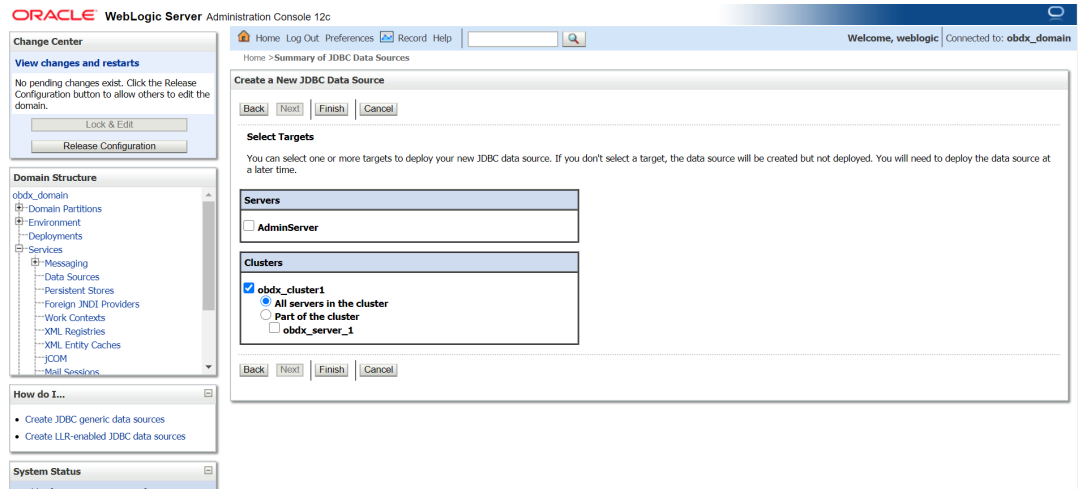 ORACLE WebLogic Server Administration Console 12c
Change Center
View changes and restarts
No pending changes exist. Click the Release
Configuration button to allow others to edit the
domain.
Lock & Edit
Release Configuration
Domain Structure
obdx_domain
Domain Partitions
Environment
Deployments
Services
Messaging
Data Sources
Persistent Stores
Foreign JNDI Providers
Work Contexts
XML Registries
XML Entity Caches
jCOM
Mail Sessions
How do I...
Create JDBC generic data sources
Create LLR-enabled JDBC data sources
System Status
Home Log Out Preferences Record Help
Welcome, weblogic Connected to: obdx_domain
Home >Summary of JDBC Data Sources
Create a New JDBC Data Source
Back Next Finish Cancel
Select Targets
You can select one or more targets to deploy your new JDBC data source. If you don't select a target, the data source will be created but not deployed. You will need to deploy the data source at
a later time.
Servers
AdminServer
Clusters
obdx_cluster1
All servers in the cluster
Part of the cluster
obdx_server_1
Back Next Finish Cancel